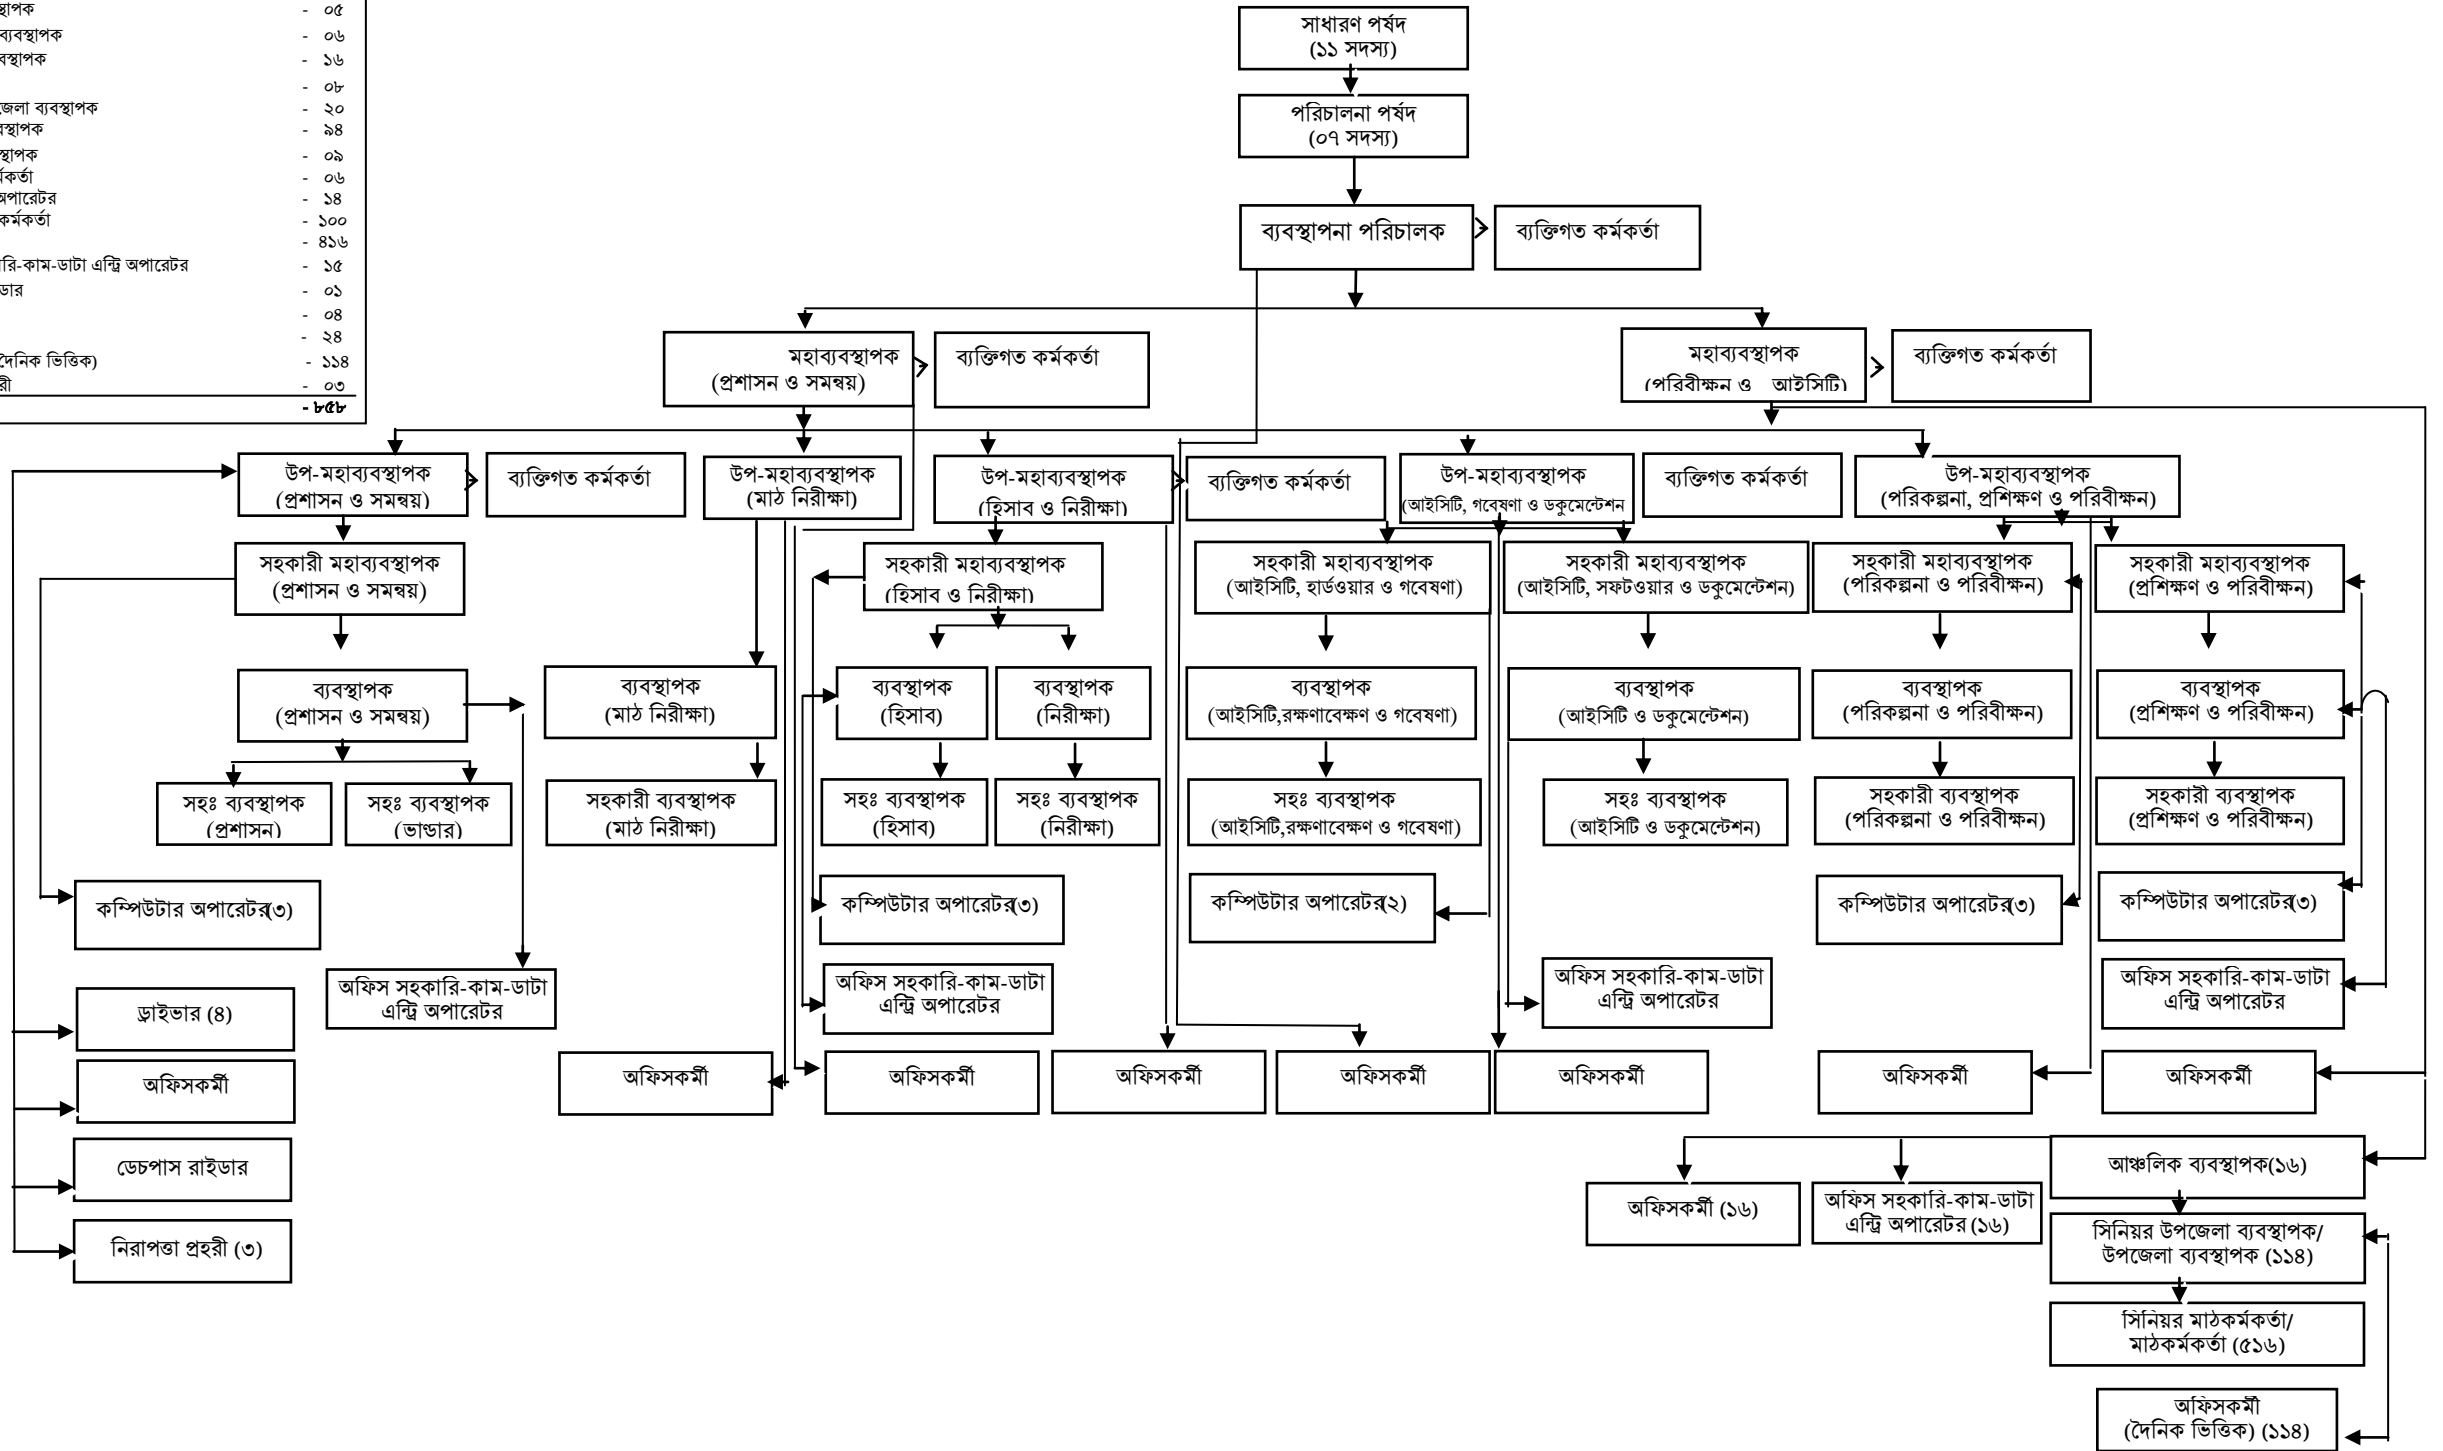 ব্যবস্থাপক - ০৬
- ০৫
- ১৬
- ০৮
ব্যবস্থাপক - ২০
- ৯৪
- ০৯
- ০৬
অপারেটর - ১৪
কর্মকর্তা - ১০০
- ৪১৬
এন্ট্রি অপারেটর - ১৫
- ০১
- ০৪
- ২৪
দৈনিক ভিত্তিক) - ১১৪
- ০৩
- ৮৫৮
সাধারণ পর্ষদ
(১১ সদস্য)
পরিচালনা পর্ষদ
(০৭ সদস্য)
ব্যবস্থাপনা পরিচালক
ব্যক্তিগত কর্মকর্তা
মহাব্যবস্থাপক
(প্রশাসন ও সমন্বয়)
ব্যক্তিগত কর্মকর্তা
মহাব্যবস্থাপক
(পরিবীক্ষন ও আইসিটি)
ব্যক্তিগত কর্মকর্তা
উপ-মহাব্যবস্থাপক
(প্রশাসন ও সমন্বয়)
ব্যক্তিগত কর্মকর্তা
উপ-মহাব্যবস্থাপক
(মাঠ নিরীক্ষা)
উপ-মহাব্যবস্থাপক
(হিসাব ও নিরীক্ষা)
ব্যক্তিগত কর্মকর্তা
উপ-মহাব্যবস্থাপক
(আইসিটি, গবেষণা ও ডকুমেন্টেশন
ব্যক্তিগত কর্মকর্তা
উপ-মহাব্যবস্থাপক
(পরিকল্পনা, প্রশিক্ষণ ও পরিবীক্ষন)
সহকারী মহাব্যবস্থাপক
(প্রশাসন ও সমন্বয়)
সহকারী মহাব্যবস্থাপক
(হিসাব ও নিরীক্ষা)
সহকারী মহাব্যবস্থাপক
(আইসিটি, হার্ডওয়ার ও গবেষণা)
সহকারী মহাব্যবস্থাপক
(আইসিটি, সফটওয়ার ও ডকুমেন্টেশন)
সহকারী মহাব্যবস্থাপক
(পরিকল্পনা ও পরিবীক্ষন)
সহকারী মহাব্যবস্থাপক
(প্রশিক্ষণ ও পরিবীক্ষন)
ব্যবস্থাপক
(প্রশাসন ও সমন্বয়)
ব্যবস্থাপক
(মাঠ নিরীক্ষা)
ব্যবস্থাপক
(হিসাব)
ব্যবস্থাপক
(নিরীক্ষা)
ব্যবস্থাপক
(আইসিটি,রক্ষণাবেক্ষণ ও গবেষণা)
ব্যবস্থাপক
(আইসিটি ও ডকুমেন্টেশন)
ব্যবস্থাপক
(পরিকল্পনা ও পরিবীক্ষন)
ব্যবস্থাপক
(প্রশিক্ষণ ও পরিবীক্ষন)
সহঃ ব্যবস্থাপক
(প্রশাসন)
সহঃ ব্যবস্থাপক
(ভান্ডার)
সহকারী ব্যবস্থাপক
(মাঠ নিরীক্ষা)
সহঃ ব্যবস্থাপক
(হিসাব)
সহঃ ব্যবস্থাপক
(নিরীক্ষা)
সহঃ ব্যবস্থাপক
(আইসিটি,রক্ষণাবেক্ষণ ও গবেষণা)
সহঃ ব্যবস্থাপক
(আইসিটি ও ডকুমেন্টেশন)
সহকারী ব্যবস্থাপক
(পরিকল্পনা ও পরিবীক্ষন)
সহকারী ব্যবস্থাপক
(প্রশিক্ষণ ও পরিবীক্ষন)
কম্পিউটার অপারেটর(৩)
কম্পিউটার অপারেটর(৩)
কম্পিউটার অপারেটর(২)
কম্পিউটার অপারেটর(৩)
কম্পিউটার অপারেটর(৩)
অফিস সহকারি-কাম-ডাটা
এন্ট্রি অপারেটর
অফিস সহকারি-কাম-ডাটা
এন্ট্রি অপারেটর
অফিস সহকারি-কাম-ডাটা
এন্ট্রি অপারেটর
অফিস সহকারি-কাম-ডাটা
এন্ট্রি অপারেটর
ড্রাইভার (৪)
অফিসকর্মী
অফিসকর্মী
অফিসকর্মী
অফিসকর্মী
অফিসকর্মী
অফিসকর্মী
অফিসকর্মী
অফিসকর্মী
ডেচপাস রাইডার
নিরাপত্তা প্রহরী (৩)
আঞ্চলিক ব্যবস্থাপক(১৬)
অফিসকর্মী (১৬)
অফিস সহকারি-কাম-ডাটা
এন্ট্রি অপারেটর (১৬)
সিনিয়র উপজেলা ব্যবস্থাপক/
উপজেলা ব্যবস্থাপক (১১৪)
সিনিয়র মাঠকর্মকর্তা/
মাঠকর্মকর্তা (৫১৬)
অফিসকর্মী
(দৈনিক ভিত্তিক) (১১৪)